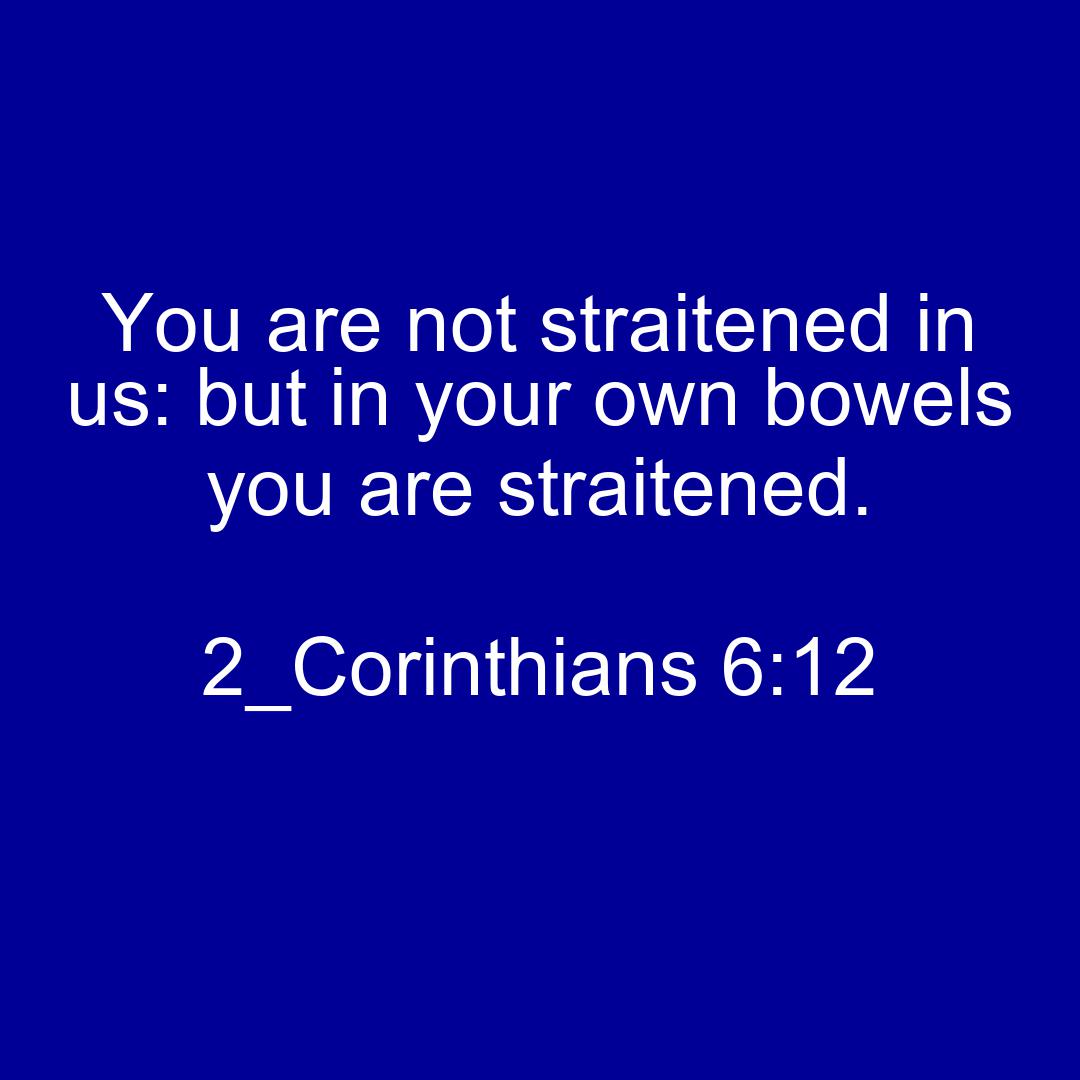 You are not straitened in
us: but in your own bowels
you are straitened.
2_Corinthians 6:12